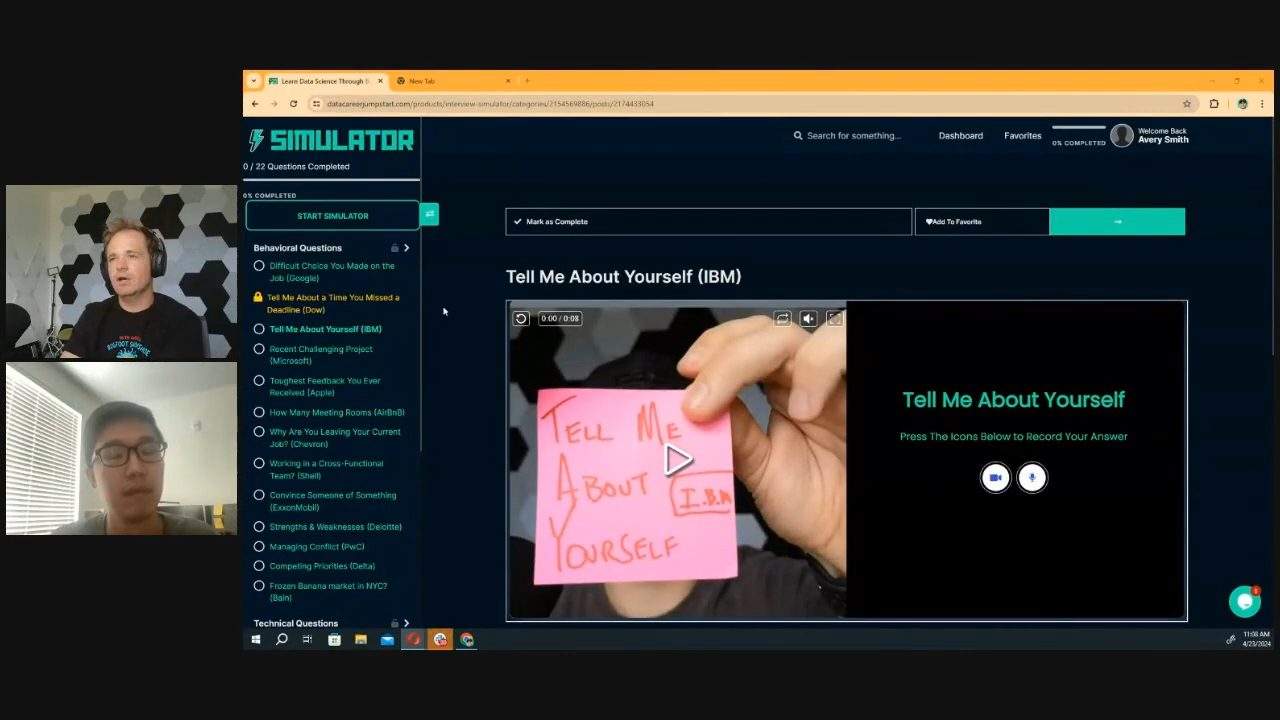 Learn Data Science Through B
New Tab
datacareerjumpstart.com/products/interview-simulator/categories/2154569886/posts/2174433054
SIMULATOR
0 / 22 Questions Completed
0% COMPLETED
START SIMULATOR
Behavioral Questions
Difficult Choice You Made on the
Job (Google)
Tell Me About a Time You Missed a
Deadline (Dow)
Tell Me About Yourself (IBM)
Recent Challenging Project
(Microsoft)
Toughest Feedback You Ever
Received (Apple)
How Many Meeting Rooms (AirBnB)
Why Are You Leaving Your Current
Job? (Chevron)
Working in a Cross-Functional
Team? (Shell)
Convince Someone of Something
(ExxonMobil)
Strengths & Weaknesses (Deloitte)
Managing Conflict (PwC)
Competing Priorities (Delta)
Frozen Banana market in NYC?
(Bain)
Technical Questions
Search for something...
Dashboard
Favorites
0% COMPLETED
Welcome Back
Avery Smith
Mark as Complete
Add To Favorite
Tell Me About Yourself (IBM)
0:00 / 0:08
TELL ME
ABOUT I.B.M
YOURSELF
Tell Me About Yourself
Press The Icons Below to Record Your Answer
1
11:08 AM
4/23/2024